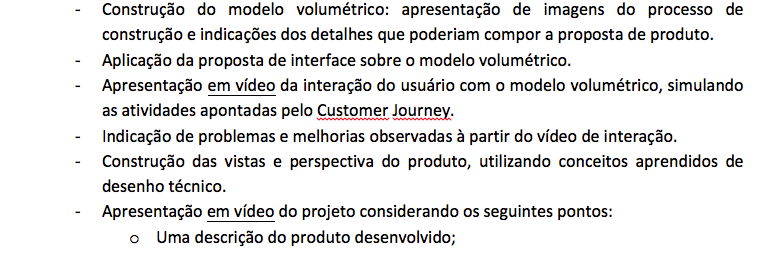 - Construção do modelo volumétrico: apresentação de imagens do processo de
construção e indicações dos detalhes que poderiam compor a proposta de produto.
- Aplicação da proposta de interface sobre o modelo volumétrico.
- Apresentação em vídeo da interação do usuário com o modelo volumétrico, simulando
as atividades apontadas pelo Customer Journey.
- Indicação de problemas e melhorias observadas à partir do vídeo de interação.
- Construção das vistas e perspectiva do produto, utilizando conceitos aprendidos de
desenho técnico.
- Apresentação em vídeo do projeto considerando os seguintes pontos:
o Uma descrição do produto desenvolvido;